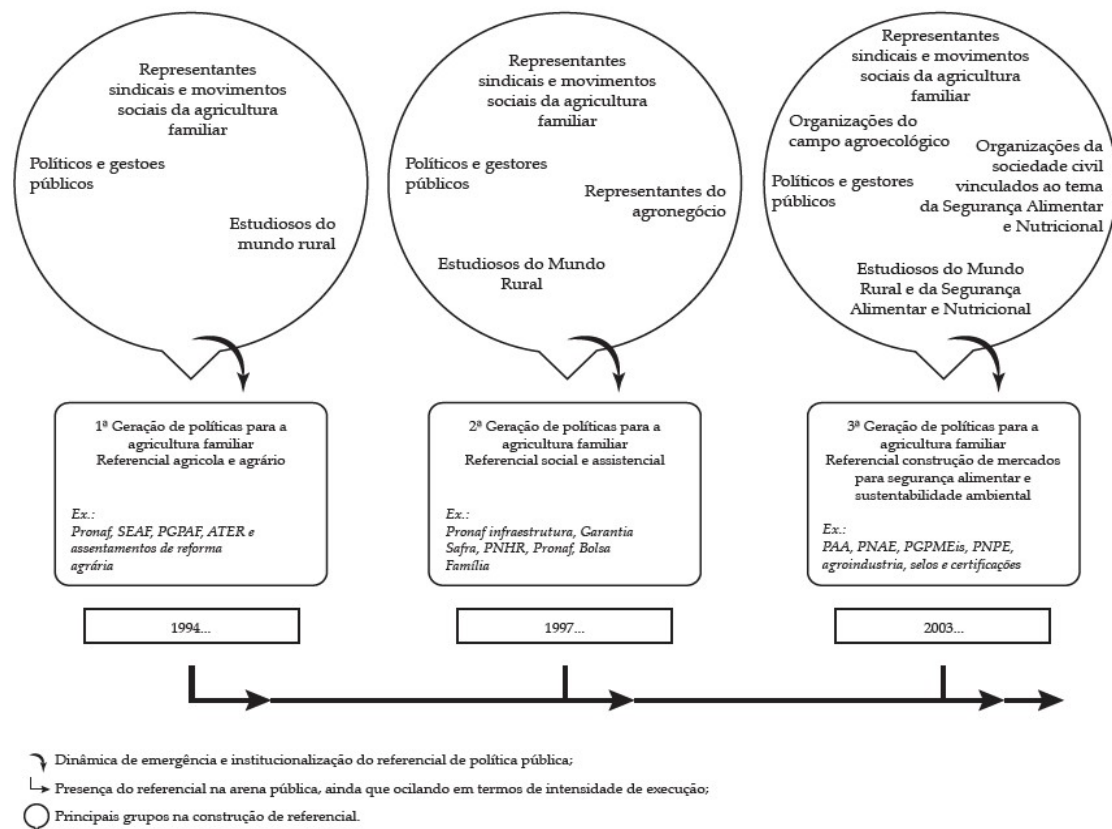 Representantes
sindicais e movimentos
sociais da agricultura
familiar
Políticos e gestoes
públicos
Estudiosos do
mundo rural
Representantes
sindicais e movimentos
sociais da agricultura
familiar
Políticos e gestores
públicos
Representantes do
agronegócio
Estudiosos do Mundo
Rural
Representantes
sindicais e movimentos
sociais da agricultura
familiar
Organizações do
campo agroecológico
Organizações da
sociedade civil
vinculados ao tema
da Segurança Alimentar
e Nutricional
Políticos e gestores
públicos
Estudiosos do Mundo
Rural e da Segurança
Alimentar e Nutricional
1ª Geração de políticas para a
agricultura familiar
Referencial agricola e agrário
Ex.:
Pronaf, SEAF, PGPAF, ATER e
assentamentos de reforma
agrária
2ª Geração de políticas para a
agricultura familiar
Referencial social e assistencial
Ex.:
Pronaf infraestrutura, Garantia
Safra, PNHR, Pronaf, Bolsa
Família
3ª Geração de políticas para a
agricultura familiar
Referencial construção de mercados
para segurança alimentar e
sustentabilidade ambiental
Ex.:
PAA, PNAE, PGPMEis, PNPE,
agroindustria, selos e certificações
1994...
1997...
2003...
Dinâmica de emergência e institucionalização do referencial de política pública;
Presença do referencial na arena pública, ainda que ocilando em termos de intensidade de execução;
Principais grupos na construção de referencial.